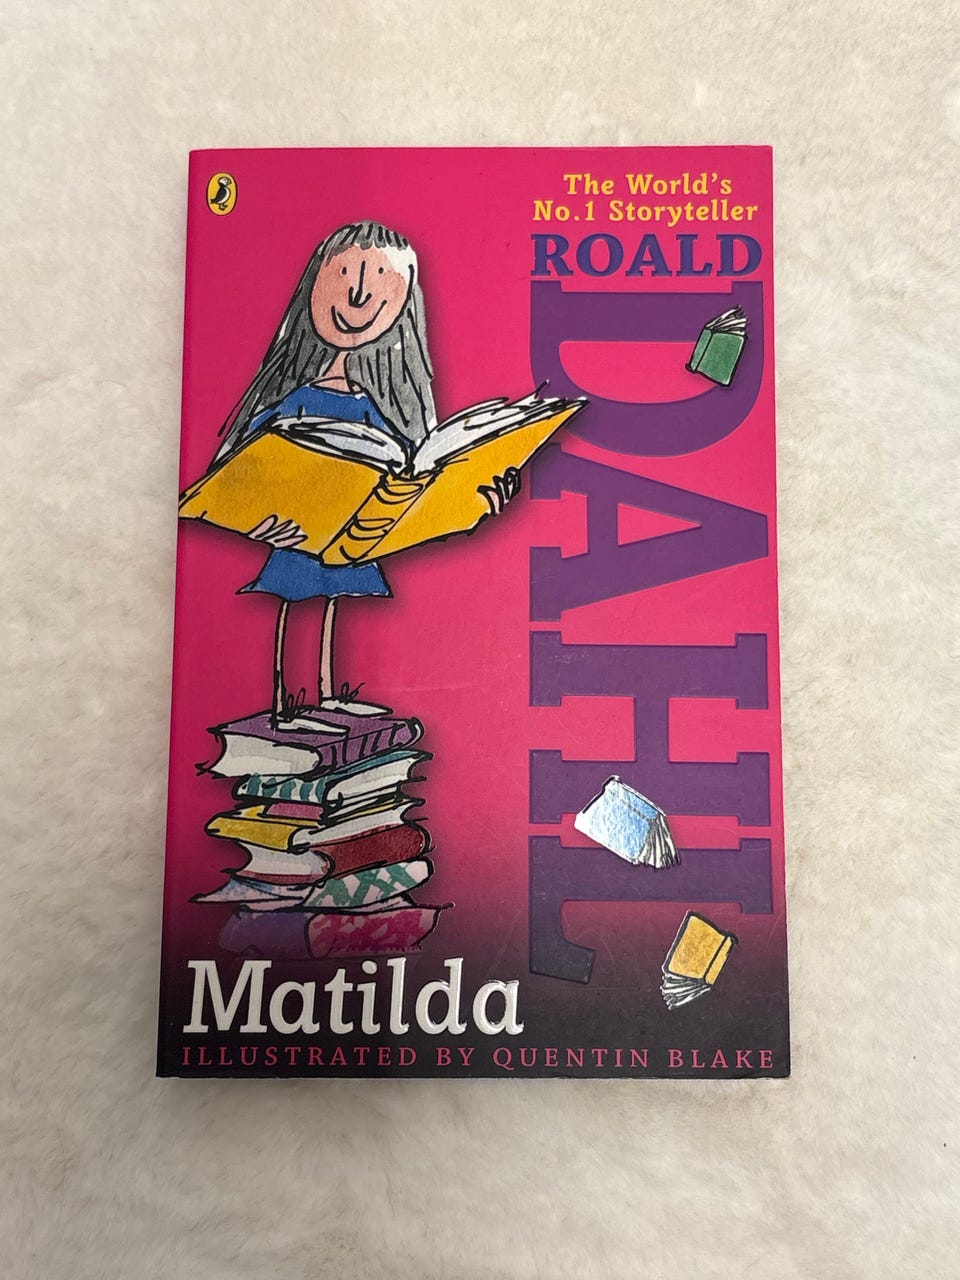 The World's
No.1 Storyteller
ROALD
DAHL
Matilda
ILLUSTRATED BY QUENTIN BLAKE